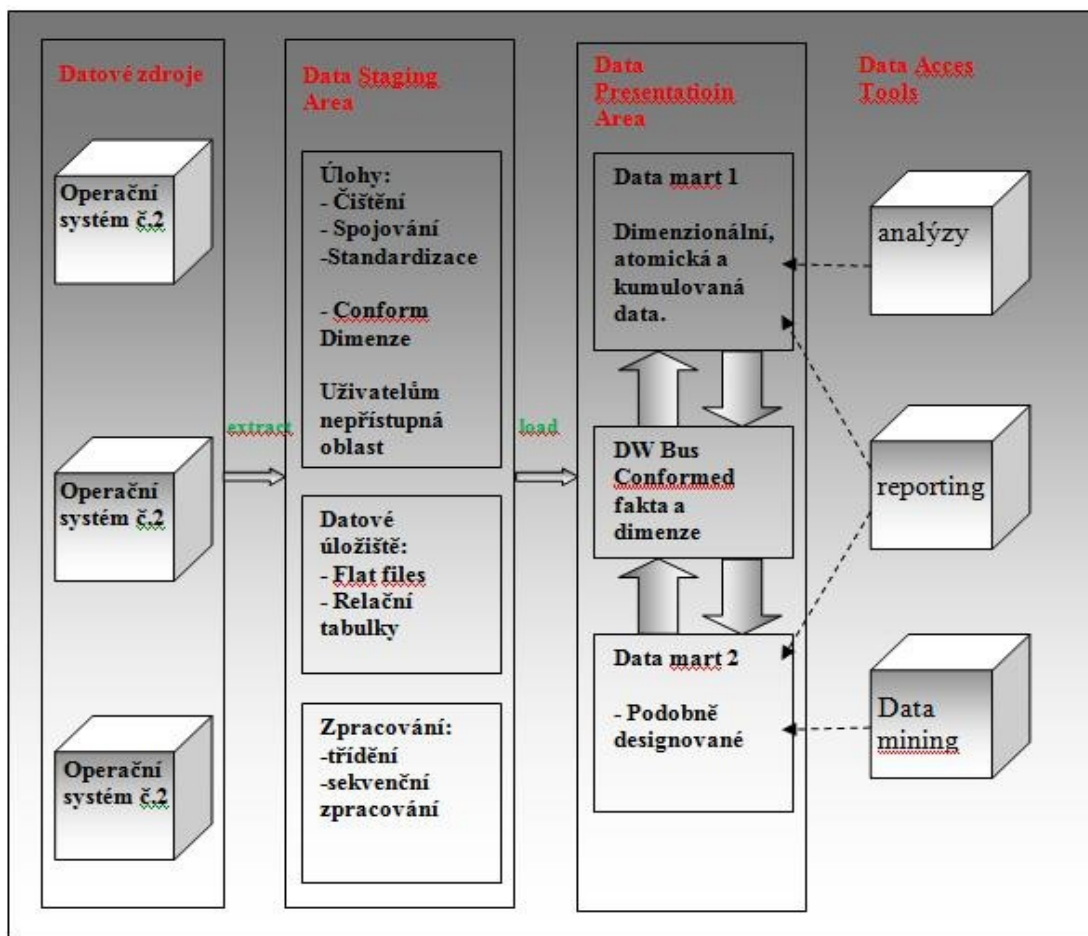 Datové zdroje
Operační
systém č.2
Operační
systém č.2
Operační
systém č.2
extract
Data Staging
Area
Úlohy:
- Čištění
- Spojování
-Standardizace
- Conform
Dimenze
Uživatelům
nepřístupná
oblast
Datové
úložiště:
- Flat files
- Relační
tabulky
Zpracování:
-třídění
-sekvenční
zpracování
load
Data
Presentatioin
Area
Data mart 1
Dimenzionální,
atomická a
kumulovaná
data.
DW Bus
Conformed
fakta a
dimenze
Data mart 2
- Podobně
designované
Data Acces
Tools
analýzy
reporting
Data
mining